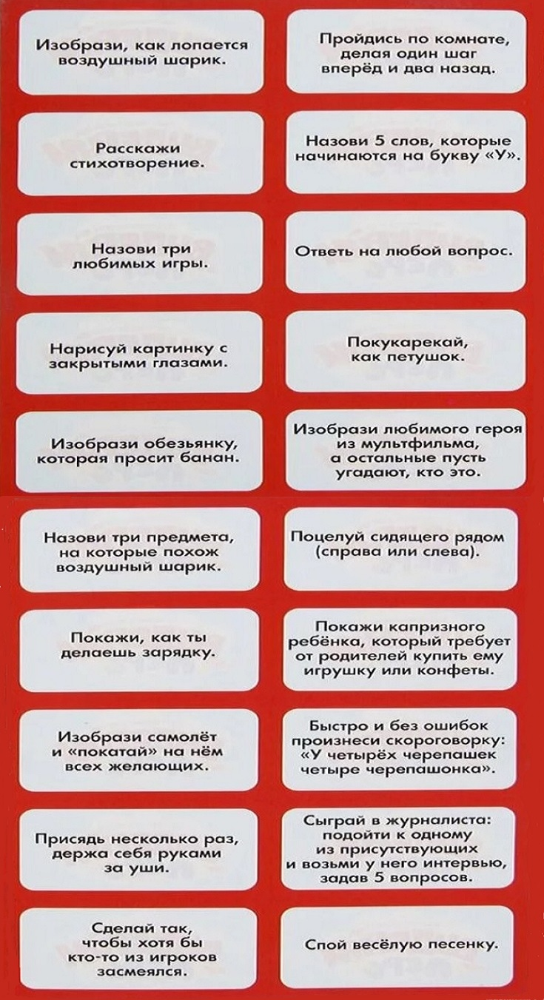 Изобрази, как лопается
воздушный шарик.
Пройдись по комнате,
делая один шаг
вперёд и два назад.
Расскажи
стихотворение.
Назови 5 слов, которые
начинаются на букву «У».
Назови три
любимых игры.
Ответь на любой вопрос.
Нарисуй картинку с
закрытыми глазами.
Покукарекай,
как петушок.
Изобрази обезьянку,
которая просит банан.
Изобрази любимого героя
из мультфильма,
а остальные пусть
угадают, кто это.
Назови три предмета,
на которые похож
воздушный шарик.
Поцелуй сидящего рядом
(справа или слева).
Покажи, как ты
делаешь зарядку.
Покажи капризного
ребёнка, который требует
от родителей купить ему
игрушку или конфеты.
Изобрази самолёт
и «покатай» на нём
всех желающих.
Быстро и без ошибок
произнеси скороговорку:
«У четырёх черепашек
четыре черепашонка».
Присядь несколько раз,
держа себя руками
за уши.
Сыграй в журналиста:
подойти к одному
из присутствующих
и возьми у него интервью,
задав 5 вопросов.
Сделай так,
чтобы хотя бы
кто-то из игроков
засмеялся.
Спой весёлую песенку.